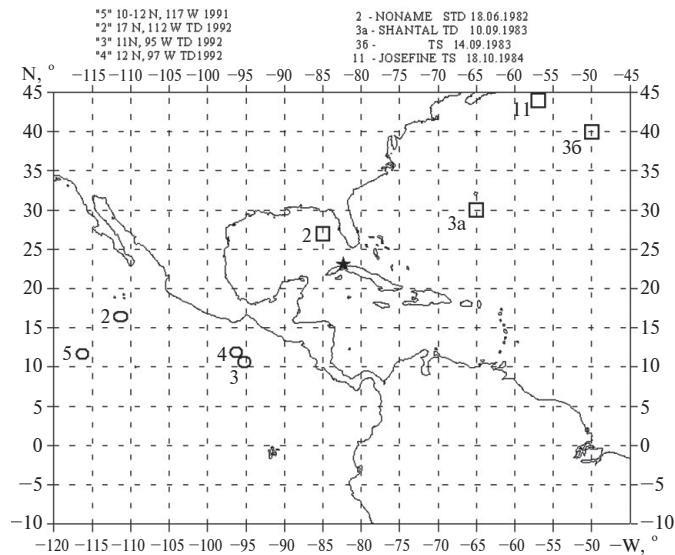 "5" 10-12 N, 117 W 1991
"2" 17 N, 112 W TD 1992
"3" 11N, 95 W TD 1992
"4" 12 N, 97 W TD 1992
2 - NONAME STD 18.06.1982
3a - SHANTAL TD 10.09.1983
3б - TS 14.09.1983
11 - JOSEFINE TS 18.10.1984
N, ° −115 −110 −105 −100 −95 −90 −85 −80 −75 −70 −65 −60 −55 −50 −45
45 45
40 40
35 35
30 30
25 25
20 20
15 15
10 10
5 5
0 0
−5 −5
−10 −10
11
3б
3a
2
2
5
4
3
−120 −115 −110 −105 −100 −95 −90 −85 −80 −75 −70 −65 −60 −55 −50 −W, °